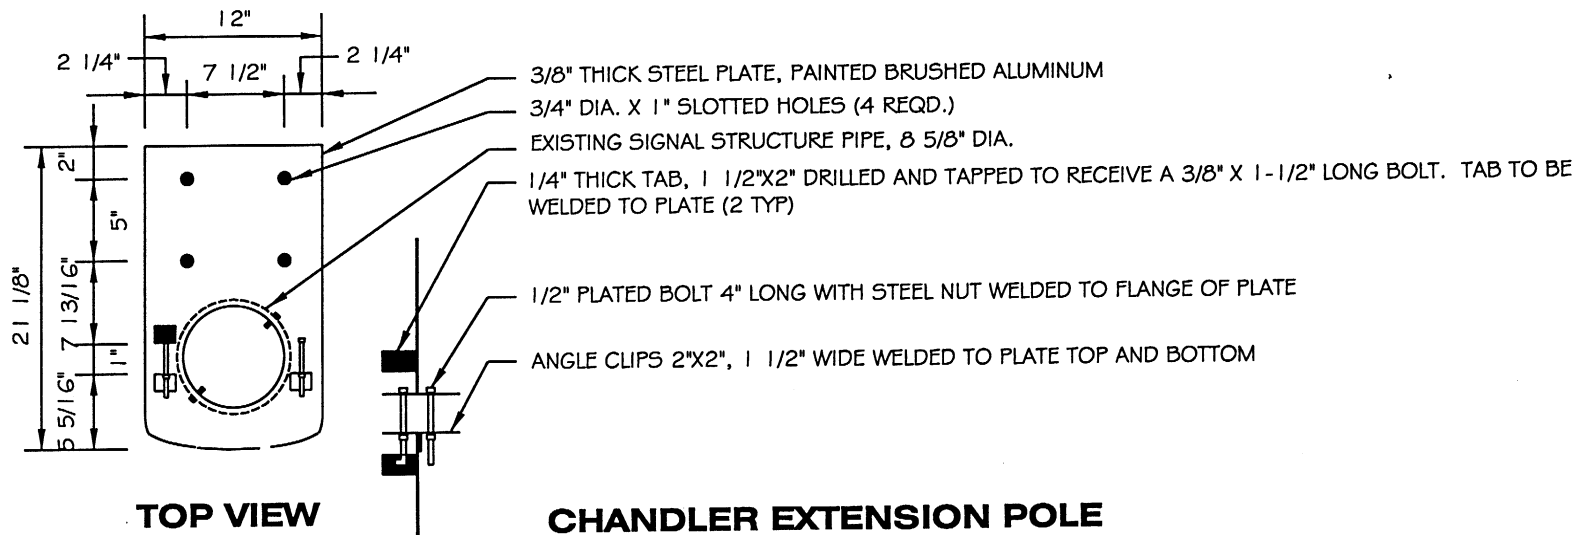 12"
2 1/4"
7 1/2"
2 1/4"
3/8" THICK STEEL PLATE, PAINTED BRUSHED ALUMINUM
3/4" DIA. X 1" SLOTTED HOLES (4 REQD.)
EXISTING SIGNAL STRUCTURE PIPE, 8 5/8" DIA.
1/4" THICK TAB, 1 1/2"X2" DRILLED AND TAPPED TO RECEIVE A 3/8" X 1-1/2" LONG BOLT. TAB TO BE
WELDED TO PLATE (2 TYP)
1/2" PLATED BOLT 4" LONG WITH STEEL NUT WELDED TO FLANGE OF PLATE
ANGLE CLIPS 2"X2", 1 1/2" WIDE WELDED TO PLATE TOP AND BOTTOM
21 1/8"
2"
5"
7 13/16"
1"
5 5/16"
TOP VIEW
CHANDLER EXTENSION POLE